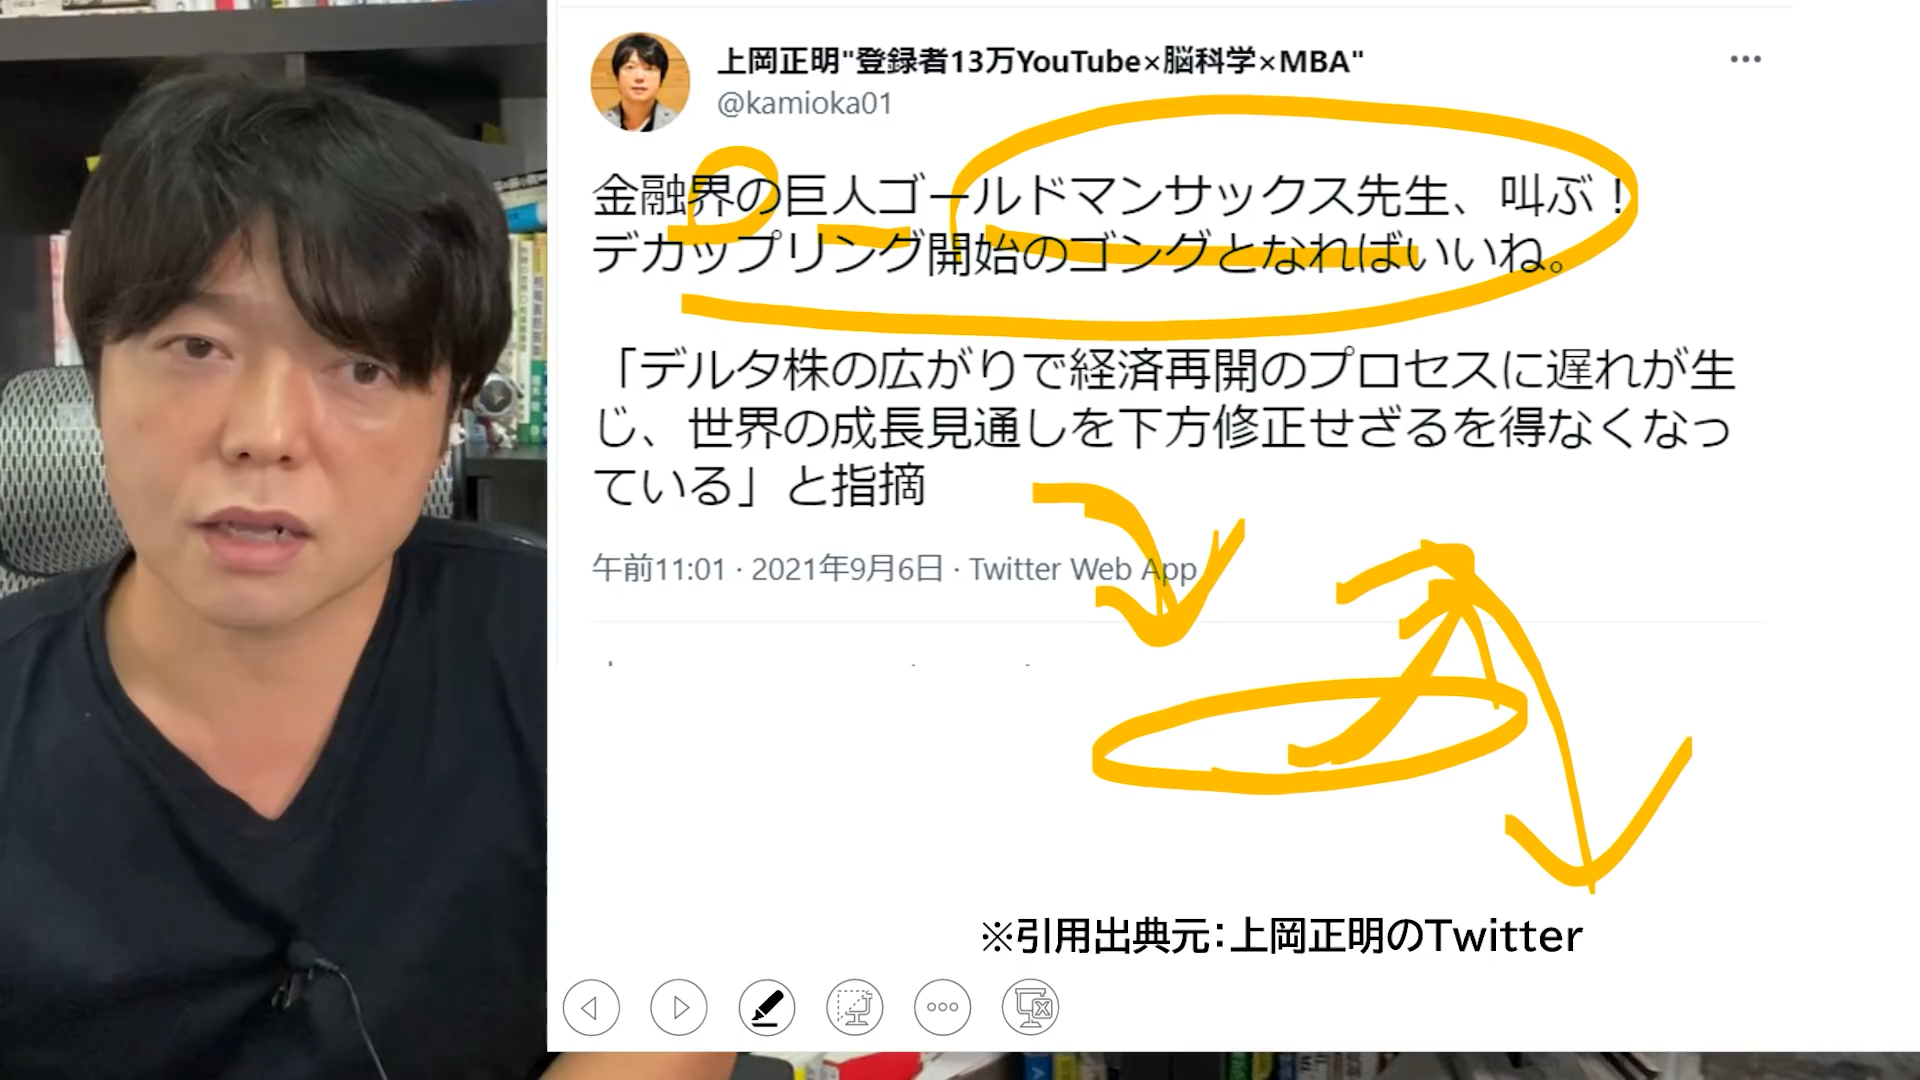 上岡正明"登録者13万YouTube×脳科学×MBA"
@kamioka01
金融界の巨人ゴールドマンサックス先生、叫ぶ！
デカップリング開始のゴングとなればいいね。
「デルタ株の広がりで経済再開のプロセスに遅れが生
じ、世界の成長見通しを下方修正せざるを得なくなっ
ている」と指摘
午前11:01 · 2021年9月6日 · Twitter Web App
※引用出典元：上岡正明のTwitter